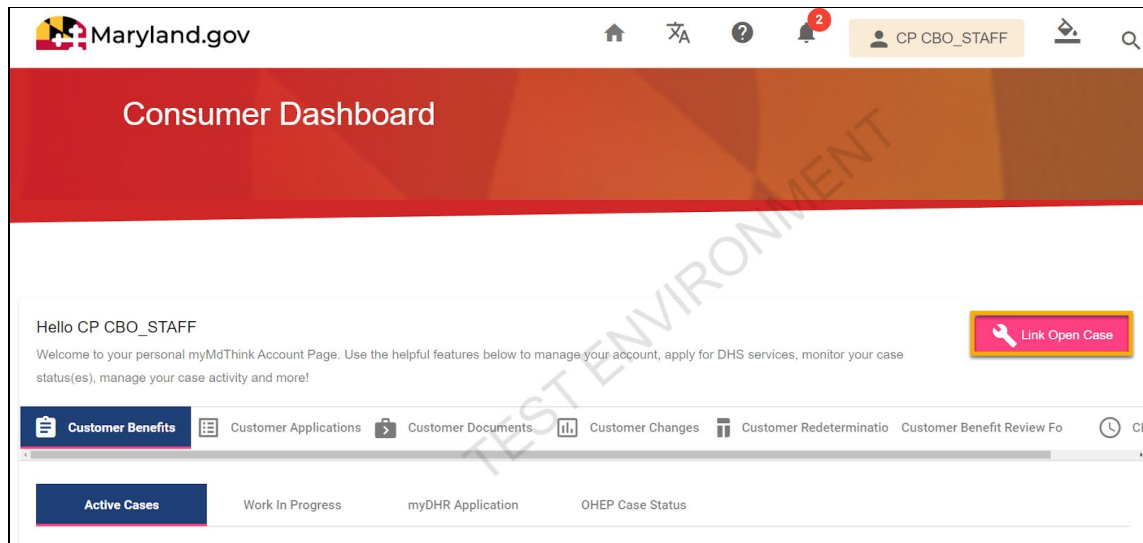 Maryland.gov
2
CP CBO_STAFF
Consumer Dashboard
TEST ENVIRONMENT
Hello CP CBO_STAFF
Link Open Case
Welcome to your personal myMdThink Account Page. Use the helpful features below to manage your account, apply for DHS services, monitor your case
status(es), manage your case activity and more!
Customer Benefits Customer Applications Customer Documents Customer Changes Customer Redeterminatio Customer Benefit Review Fo
Active Cases Work In Progress myDHR Application OHEP Case Status